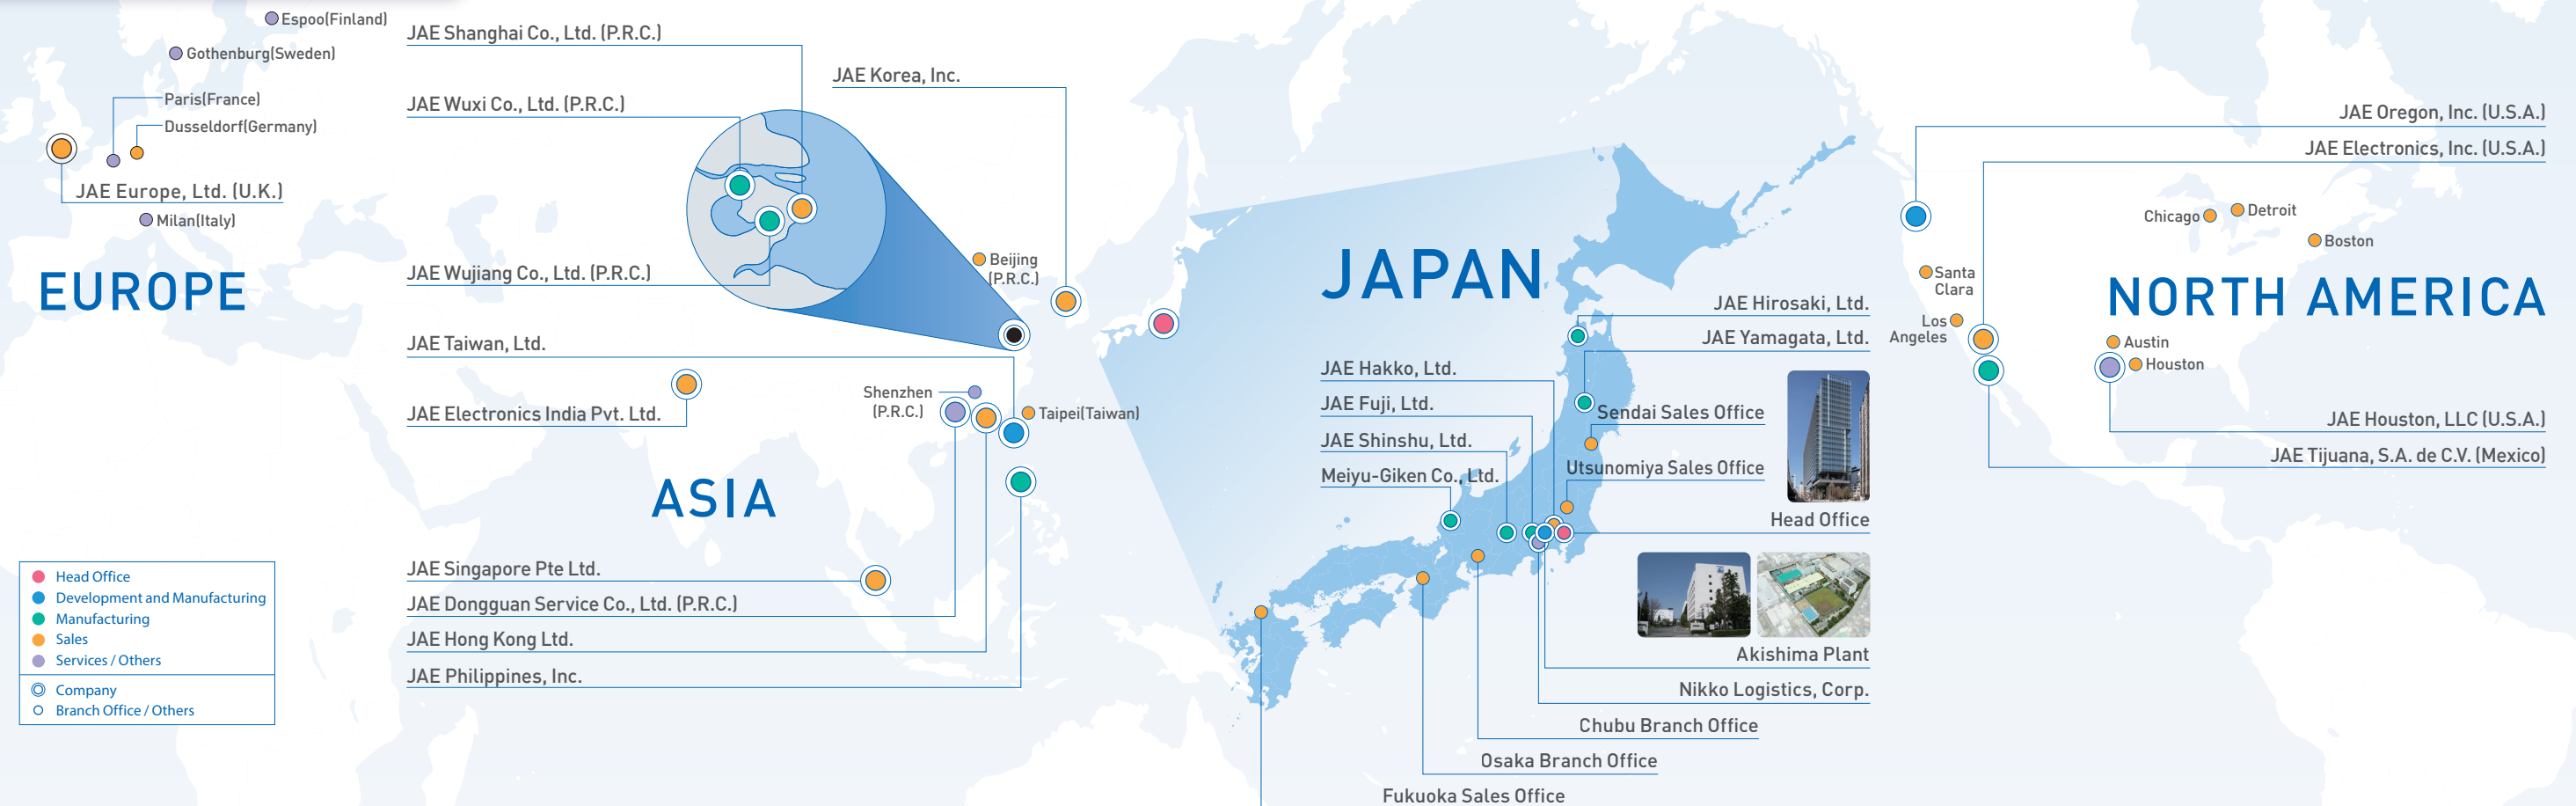 Espoo(Finland)
Gothenburg(Sweden)
Paris(France)
Dusseldorf(Germany)
JAE Europe, Ltd. (U.K.)
Milan(Italy)
EUROPE
JAE Shanghai Co., Ltd. (P.R.C.)
JAE Wuxi Co., Ltd. (P.R.C.)
JAE Korea, Inc.
JAE Wujiang Co., Ltd. (P.R.C.)
Beijing
(P.R.C.)
JAE Taiwan, Ltd.
JAE Electronics India Pvt. Ltd.
Shenzhen
(P.R.C.)
Taipei(Taiwan)
ASIA
JAE Singapore Pte Ltd.
JAE Dongguan Service Co., Ltd. (P.R.C.)
JAE Hong Kong Ltd.
JAE Philippines, Inc.
Head Office
Development and Manufacturing
Manufacturing
Sales
Services / Others
Company
Branch Office / Others
JAPAN
JAE Hirosaki, Ltd.
JAE Yamagata, Ltd.
JAE Hakko, Ltd.
JAE Fuji, Ltd.
JAE Shinshu, Ltd.
Meiyu-Giken Co., Ltd.
Sendai Sales Office
Utsunomiya Sales Office
Head Office
Akishima Plant
Nikko Logistics, Corp.
Chubu Branch Office
Osaka Branch Office
Fukuoka Sales Office
JAE Oregon, Inc. (U.S.A.)
JAE Electronics, Inc. (U.S.A.)
Chicago
Detroit
Boston
Santa
Clara
NORTH AMERICA
Los
Angeles
Austin
Houston
JAE Houston, LLC (U.S.A.)
JAE Tijuana, S.A. de C.V. (Mexico)